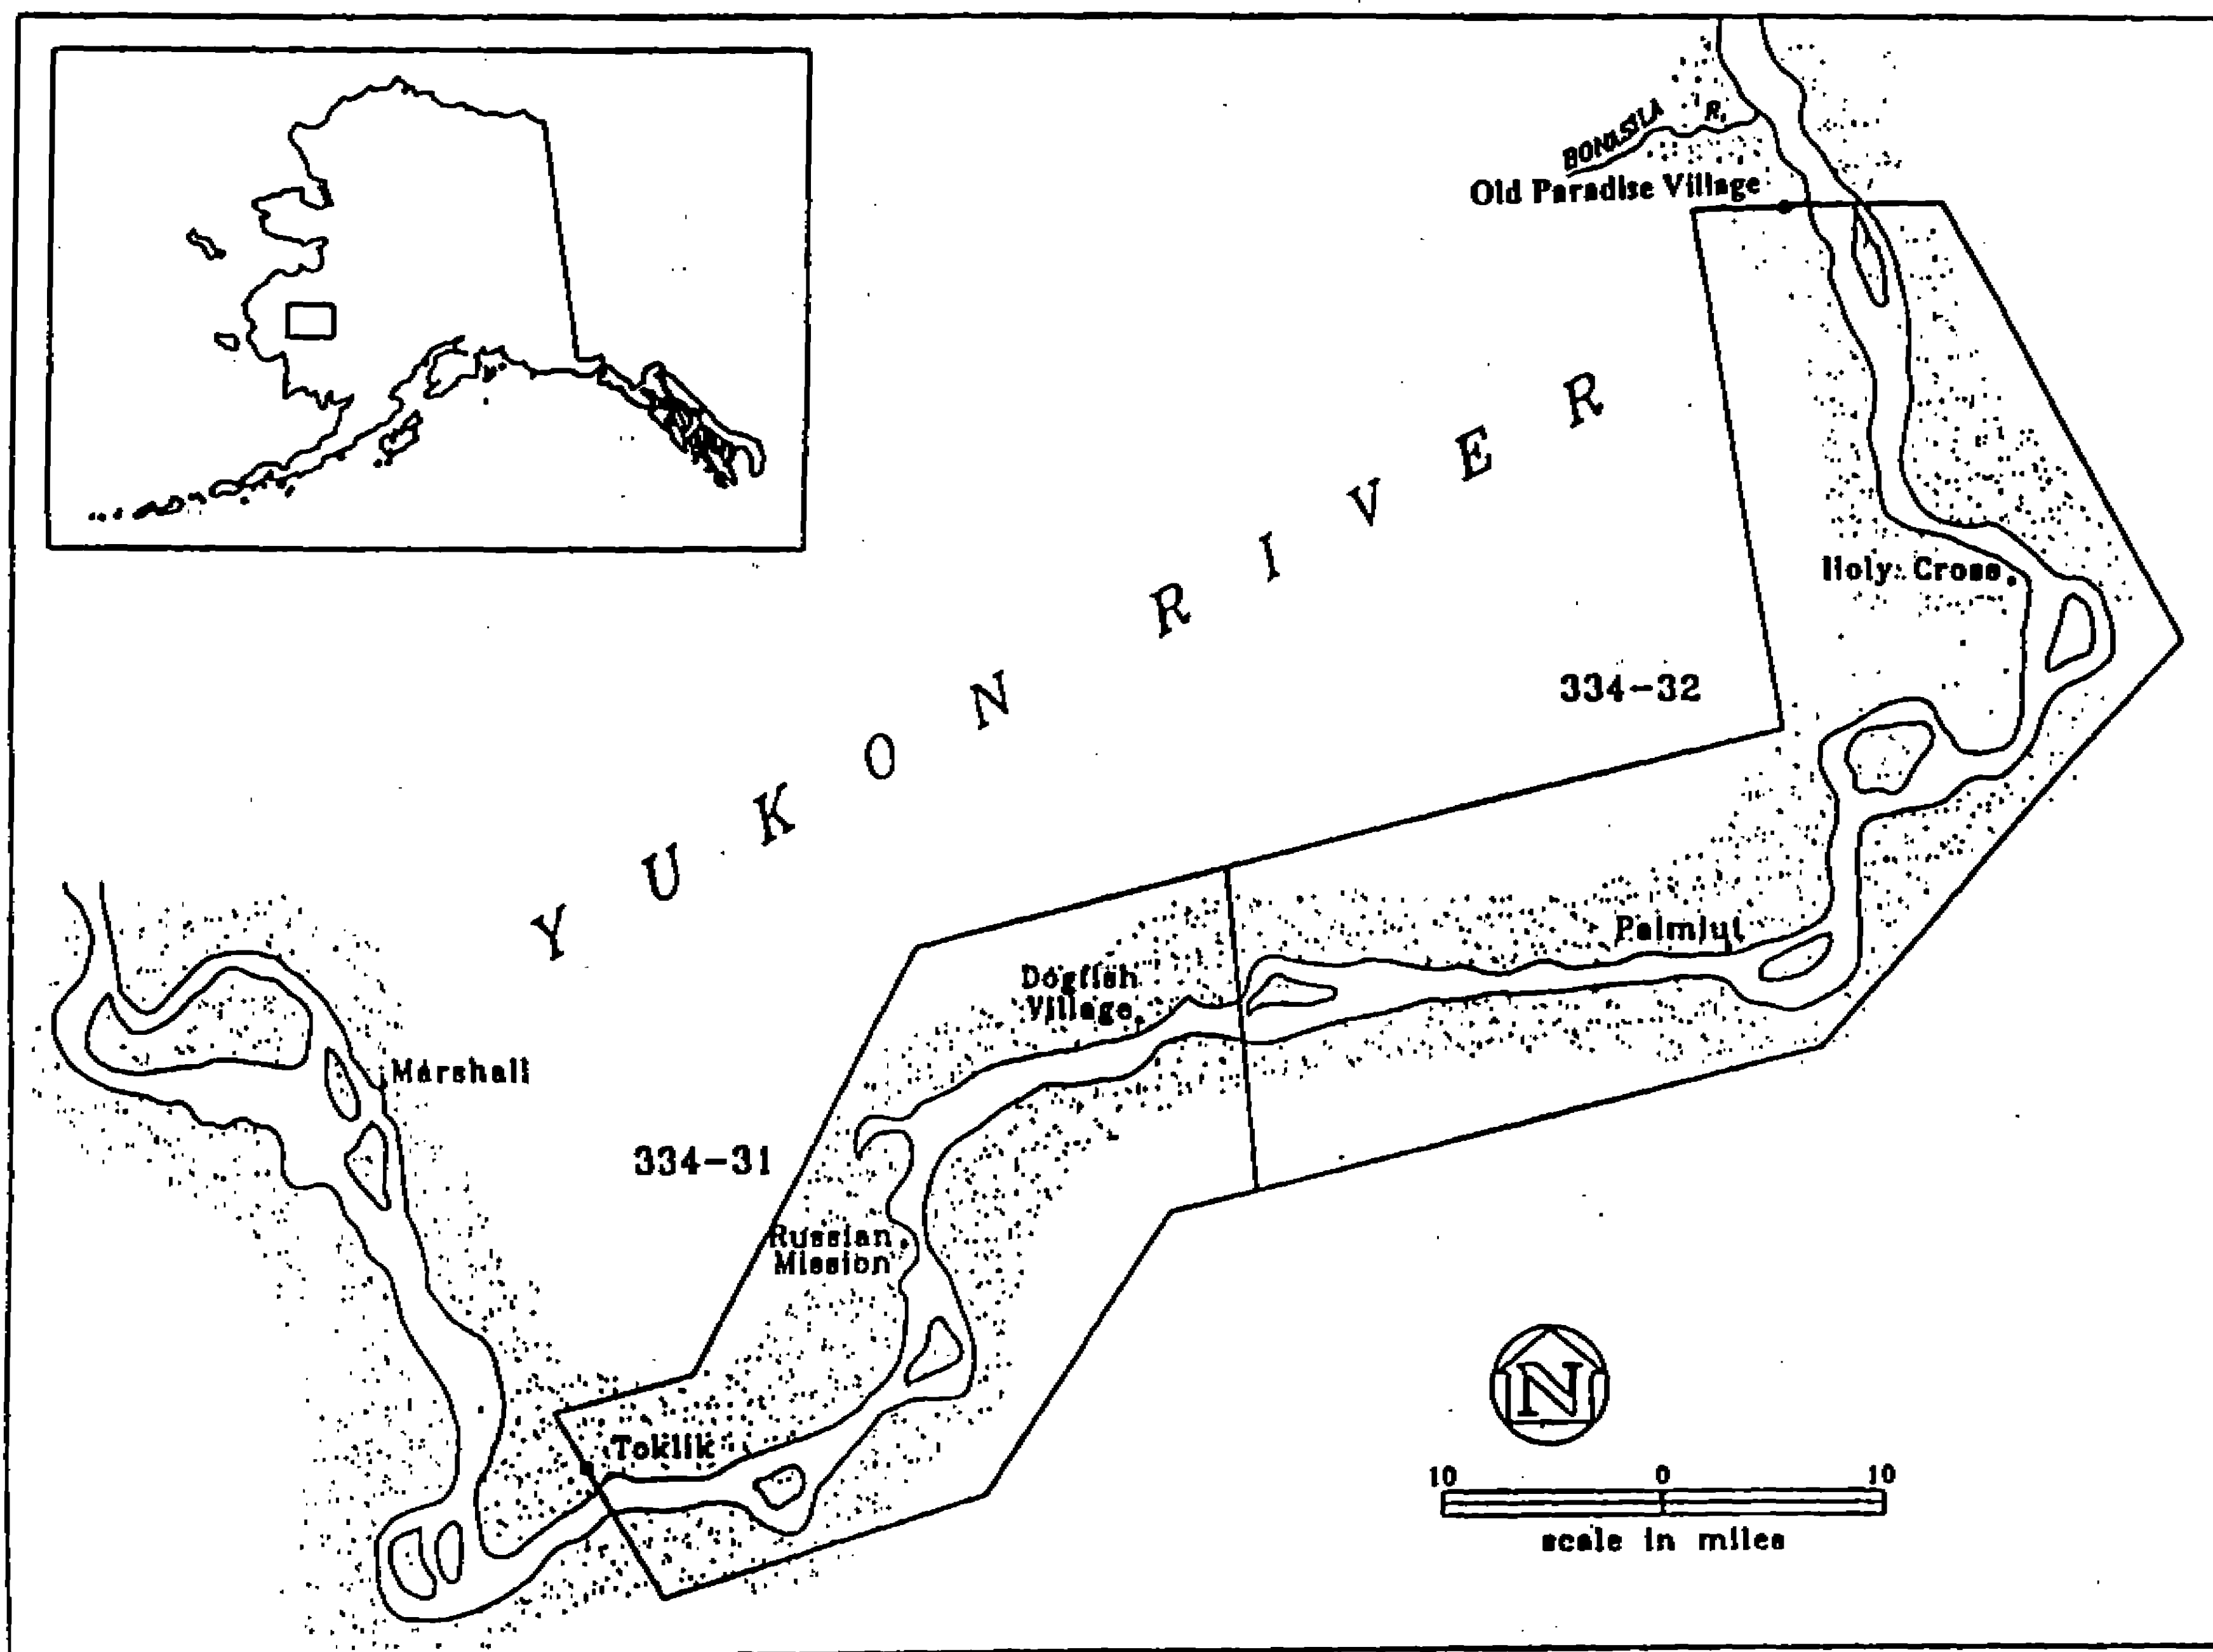 BONASILA R.
Old Paradise Village
YUKON RIVER
Holy Cross
334-32
Paimiut
Dogfish
Village
Marshall
334-31
Russian
Mission
Toklik
N
10 0 10
scale in miles